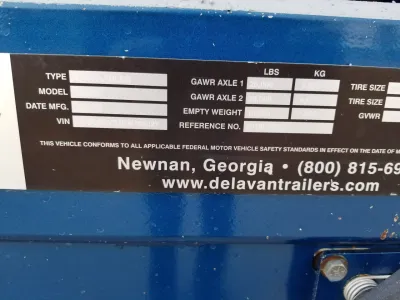 LBS KG
TYPE GAWR AXLE 1 TIRE SIZE
MODEL GAWR AXLE 2 TIRE SIZE
DATE MFG. EMPTY WEIGHT GVWR
VIN REFERENCE NO.
THIS VEHICLE CONFORMS TO ALL APPLICABLE FEDERAL MOTOR VEHICLE SAFETY STANDARDS IN EFFECT ON THE DATE OF M
Newnan, Georgia • (800) 815-69
www.delavantrailers.com